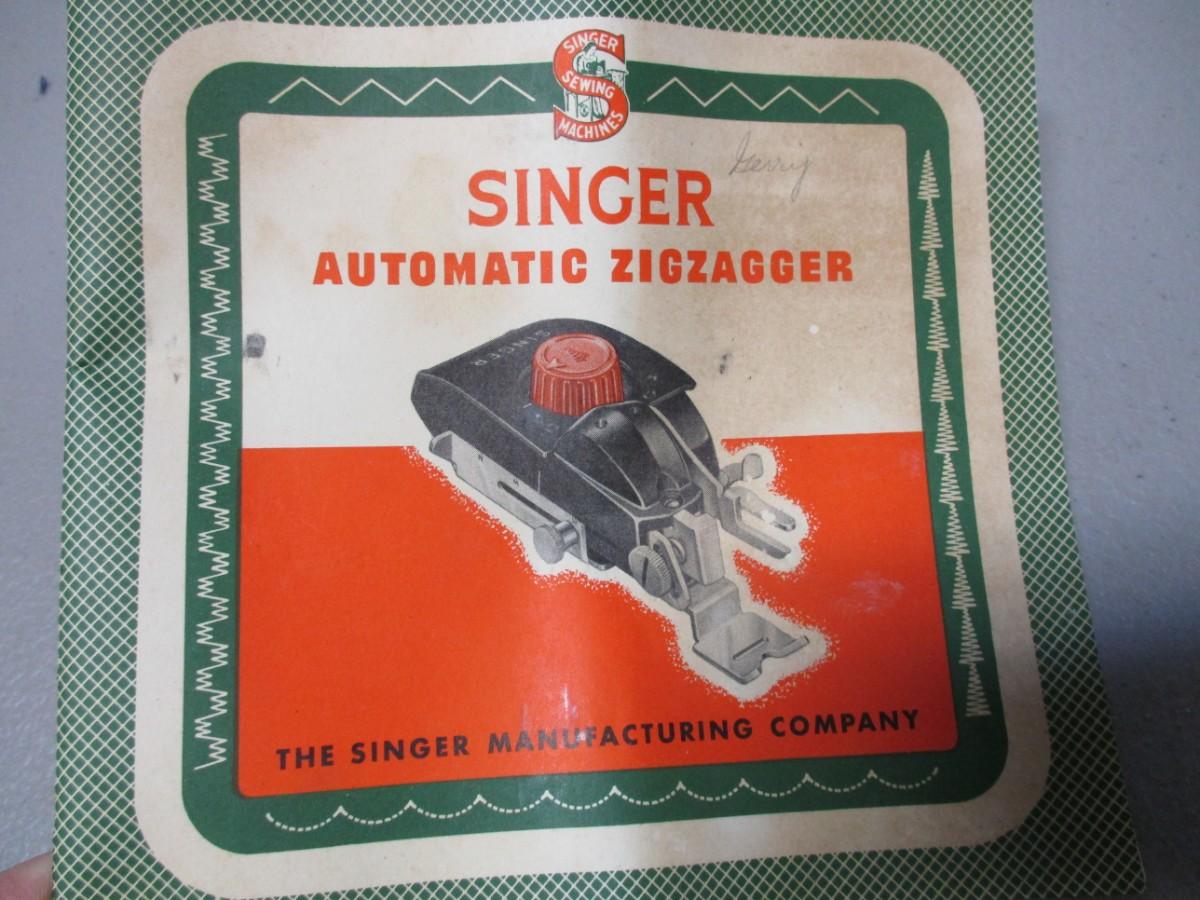 SINGER
SEWING
MACHINES
Gerry
SINGER
AUTOMATIC ZIGZAGGER
SINGER
THE SINGER MANUFACTURING COMPANY